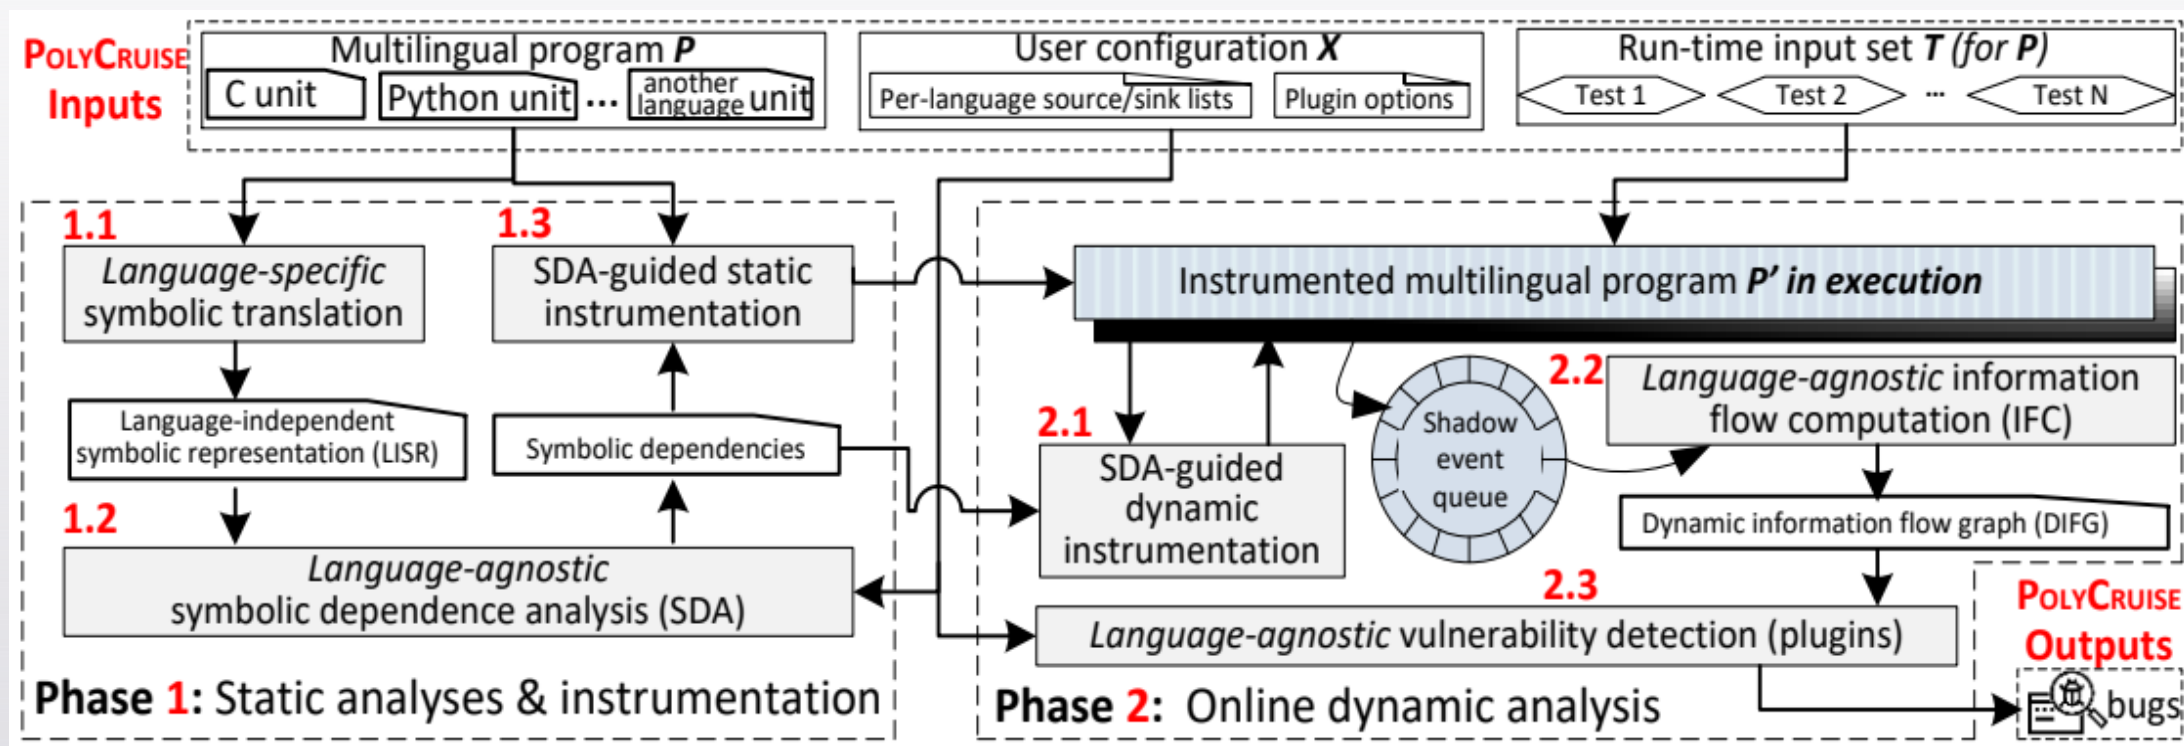 POLYCRUISE
Inputs
Multilingual program P
C unit
Python unit
...
another
language unit
User configuration X
Per-language source/sink lists
Plugin options
Run-time input set T (for P)
Test 1
Test 2
...
Test N
1.1
Language-specific
symbolic translation
1.3
SDA-guided static
instrumentation
Language-independent
symbolic representation (LISR)
Symbolic dependencies
1.2
Language-agnostic
symbolic dependence analysis (SDA)
Phase 1: Static analyses & instrumentation
Instrumented multilingual program P' in execution
2.1
SDA-guided
dynamic
instrumentation
Shadow
event
queue
2.2
Language-agnostic information
flow computation (IFC)
Dynamic information flow graph (DIFG)
2.3
Language-agnostic vulnerability detection (plugins)
Phase 2: Online dynamic analysis
POLYCRUISE
Outputs
bugs